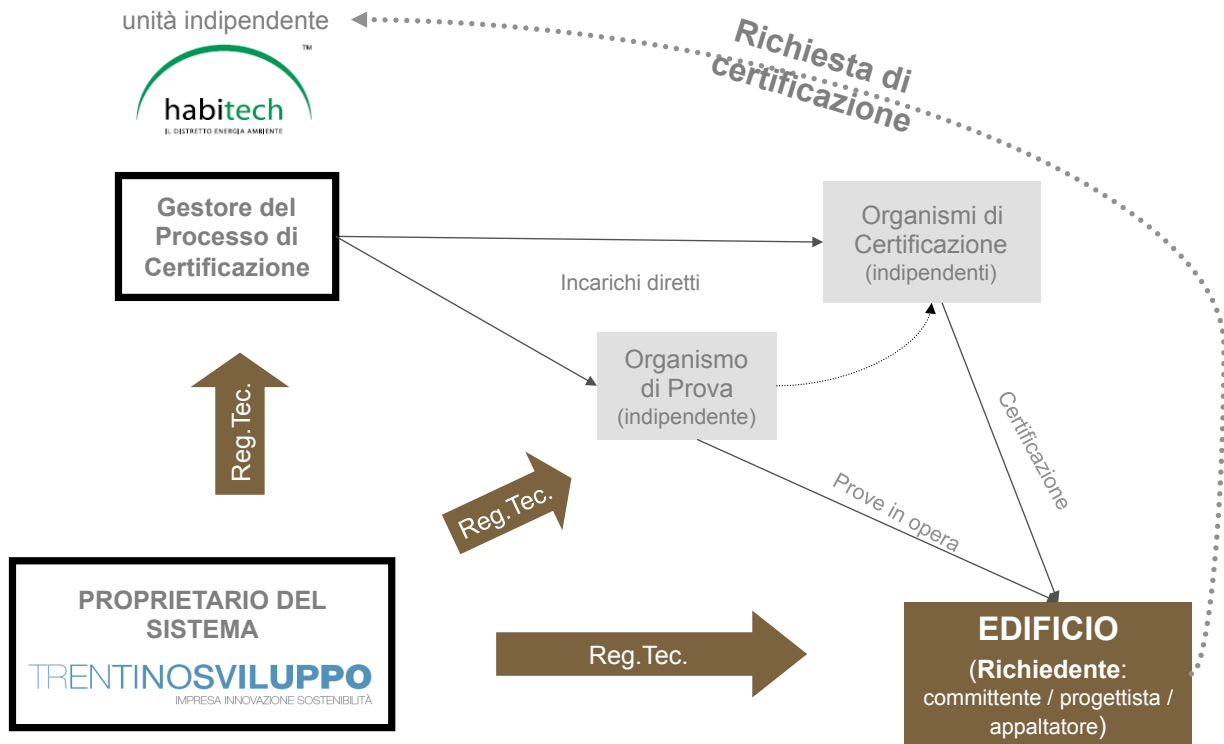 unità indipendente
TM
habitech
IL DISTRETTO ENERGIA AMBIENTE
Richiesta di
certificazione
Gestore del
Processo di
Certificazione
Organismi di
Certificazione
(indipendenti)
Incarichi diretti
Organismo
di Prova
(indipendente)
Reg.Tec.
Reg.Tec.
Certificazione
Prove in opera
PROPRIETARIO DEL
SISTEMA
TRENTINOSVILUPPO
IMPRESA INNOVAZIONE SOSTENIBILITÀ
Reg.Tec.
EDIFICIO
(Richiedente:
committente / progettista /
appaltatore)